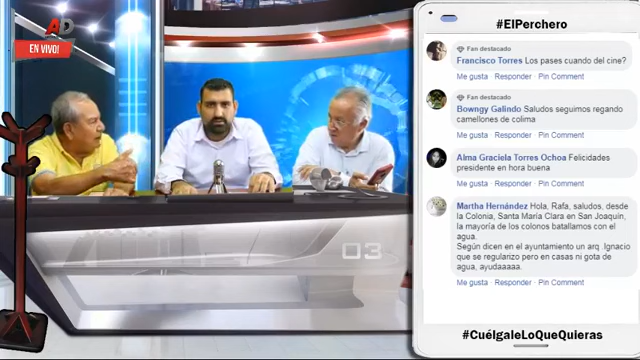 AD
EN VIVO!
03
#ElPerchero
Fan destacado
Francisco Torres Los pases cuando del cine?
Me gusta · Responder · Pin Comment
Fan destacado
Bowngy Galindo Saludos seguimos regando
camellones de colima
Me gusta · Responder · Pin Comment
Alma Graciela Torres Ochoa Felicidades
presidente en hora buena
Me gusta · Responder · Pin Comment
Martha Hernández Hola, Rafa, saludos, desde
la Colonia, Santa María Clara en San Joaquín,
la mayoría de los colonos batallamos con el
agua.
Según dicen en el ayuntamiento un arq .Ignacio
que se regularizo pero en casas ni gota de
agua, ayudaaaaa.
Me gusta · Responder · Pin Comment
#CuélgaleLoQueQuieras